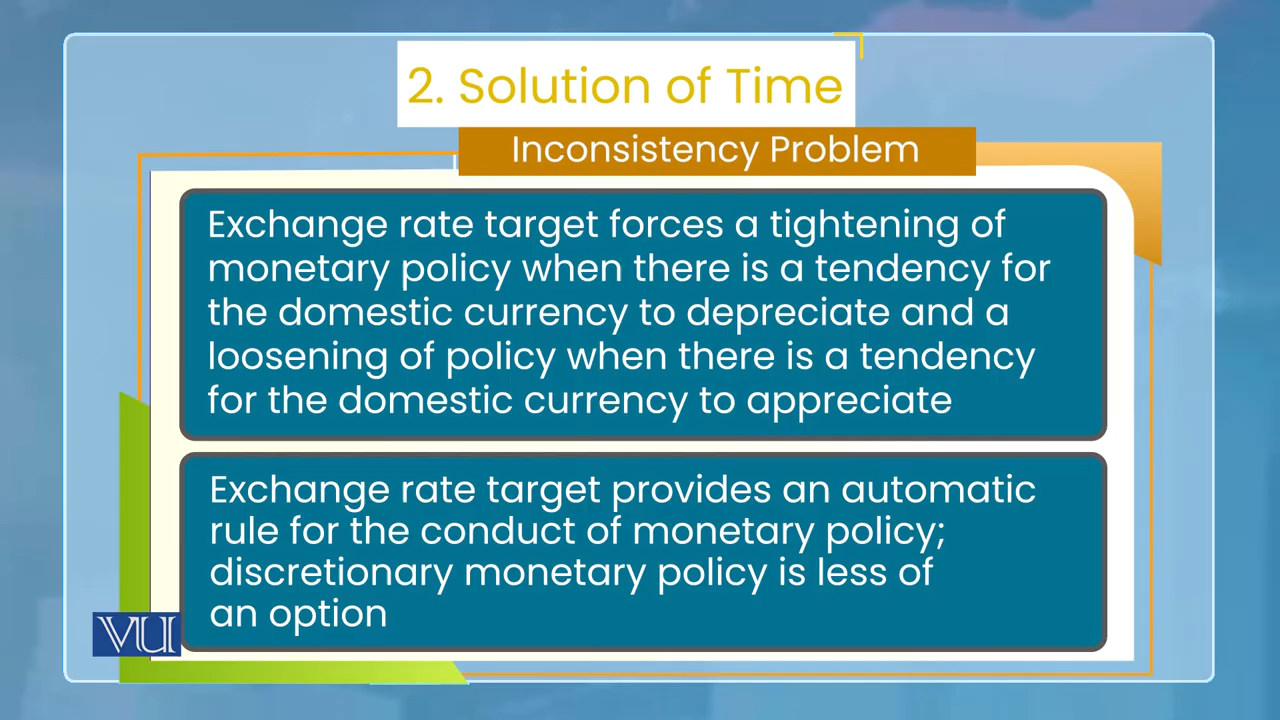 2. Solution of Time
Inconsistency Problem
Exchange rate target forces a tightening of
monetary policy when there is a tendency for
the domestic currency to depreciate and a
loosening of policy when there is a tendency
for the domestic currency to appreciate
Exchange rate target provides an automatic
rule for the conduct of monetary policy;
discretionary monetary policy is less of
an option
VU